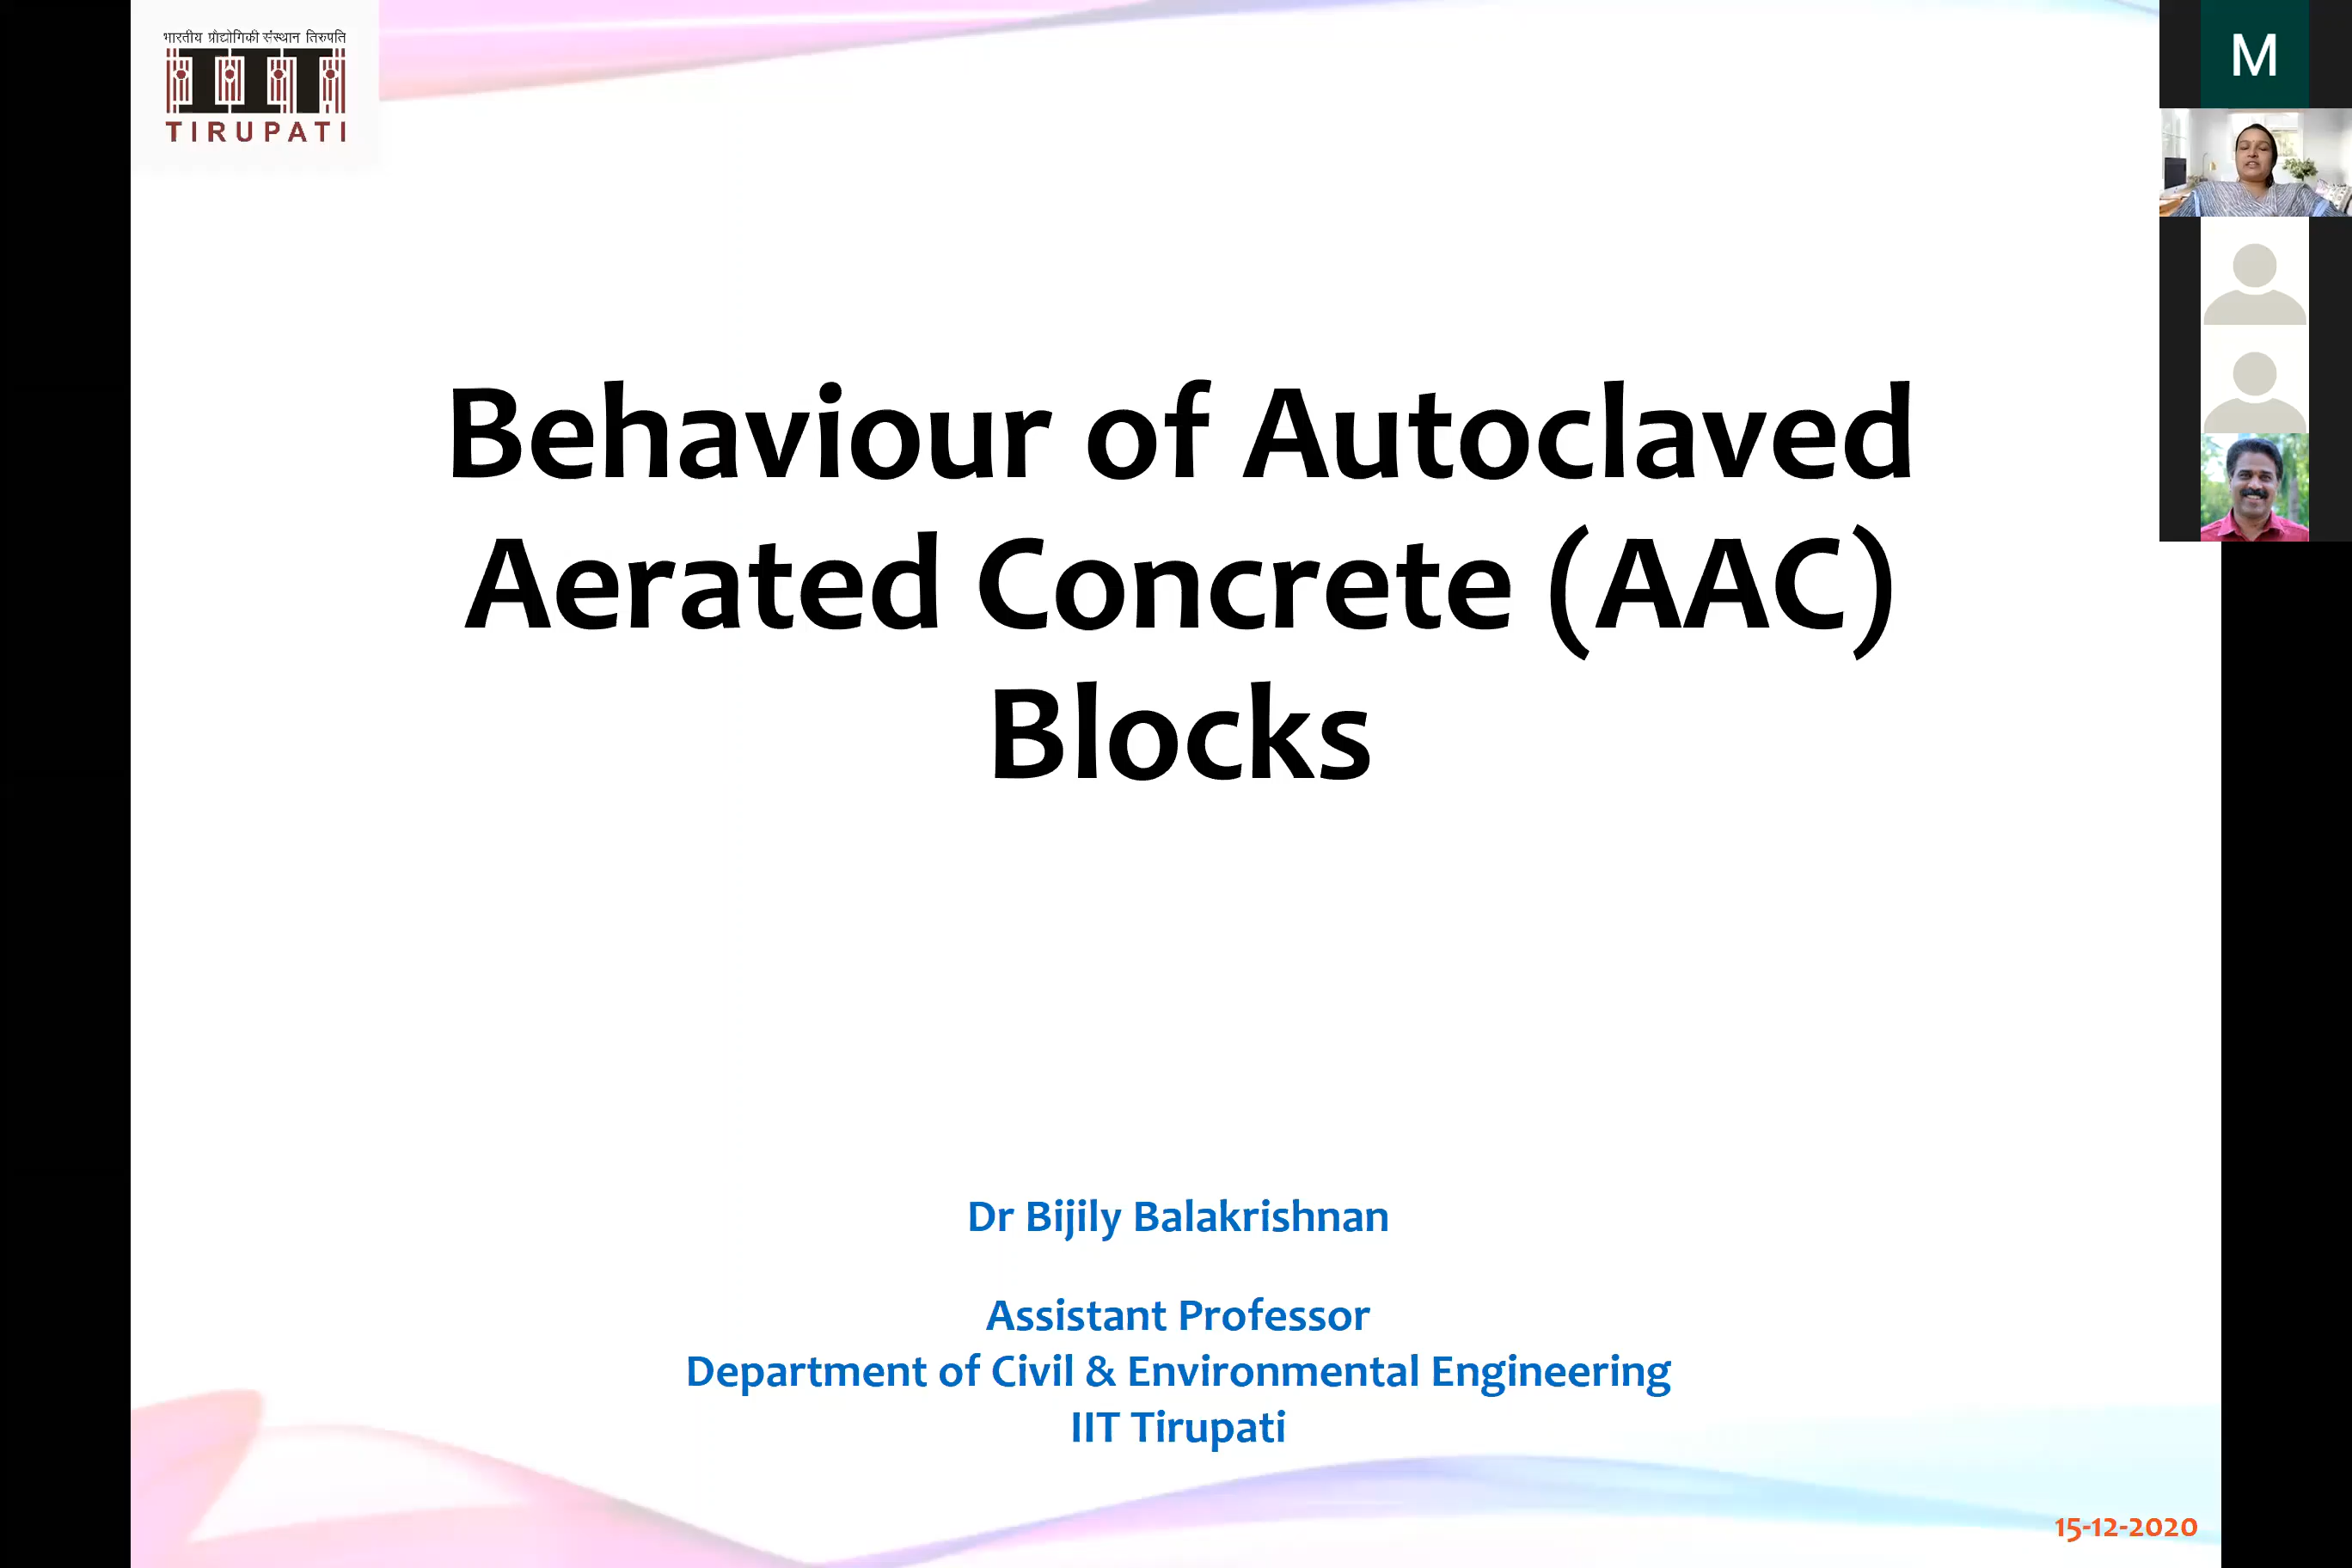 भारतीय प्रौद्योगिकी संस्थान तिरुपति
IIT
TIRUPATI
M
Behaviour of Autoclaved
Aerated Concrete (AAC)
Blocks
Dr Bijily Balakrishnan
Assistant Professor
Department of Civil & Environmental Engineering
IIT Tirupati
15-12-2020